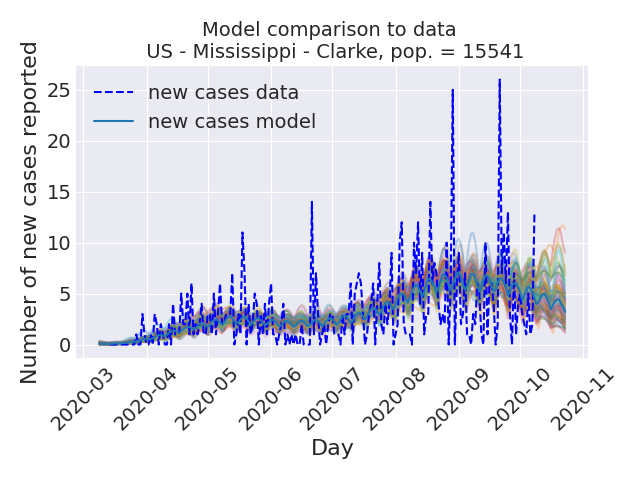 Model comparison to data
US - Mississippi - Clarke, pop. = 15541
Number of new cases reported
25
20
15
10
5
0
new cases data
new cases model
2020-03
2020-04
2020-05
2020-06
2020-07
2020-08
2020-09
2020-10
2020-11
Day